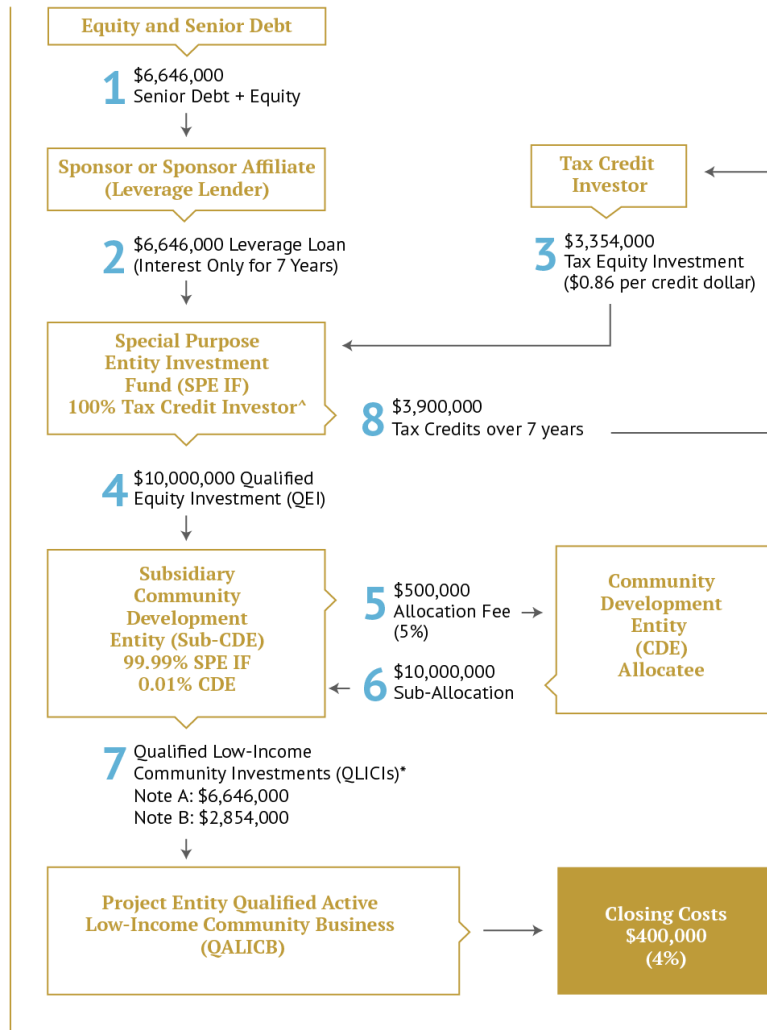 Equity and Senior Debt
1
$6,646,000
Senior Debt + Equity
Sponsor or Sponsor Affiliate
(Leverage Lender)
Tax Credit
Investor
2
$6,646,000 Leverage Loan
(Interest Only for 7 Years)
3
$3,354,000
Tax Equity Investment
($0.86 per credit dollar)
Special Purpose
Entity Investment
Fund (SPE IF)
100% Tax Credit Investor^
8
$3,900,000
Tax Credits over 7 years
4
$10,000,000 Qualified
Equity Investment (QEI)
Subsidiary
Community
Development
Entity (Sub-CDE)
99.99% SPE IF
0.01% CDE
5
$500,000
Allocation Fee
(5%)
6
$10,000,000
Sub-Allocation
Community
Development
Entity
(CDE)
Allocatee
7
Qualified Low-Income
Community Investments (QLICIs)*
Note A: $6,646,000
Note B: $2,854,000
Project Entity Qualified Active
Low-Income Community Business
(QALICB)
Closing Costs
$400,000
(4%)